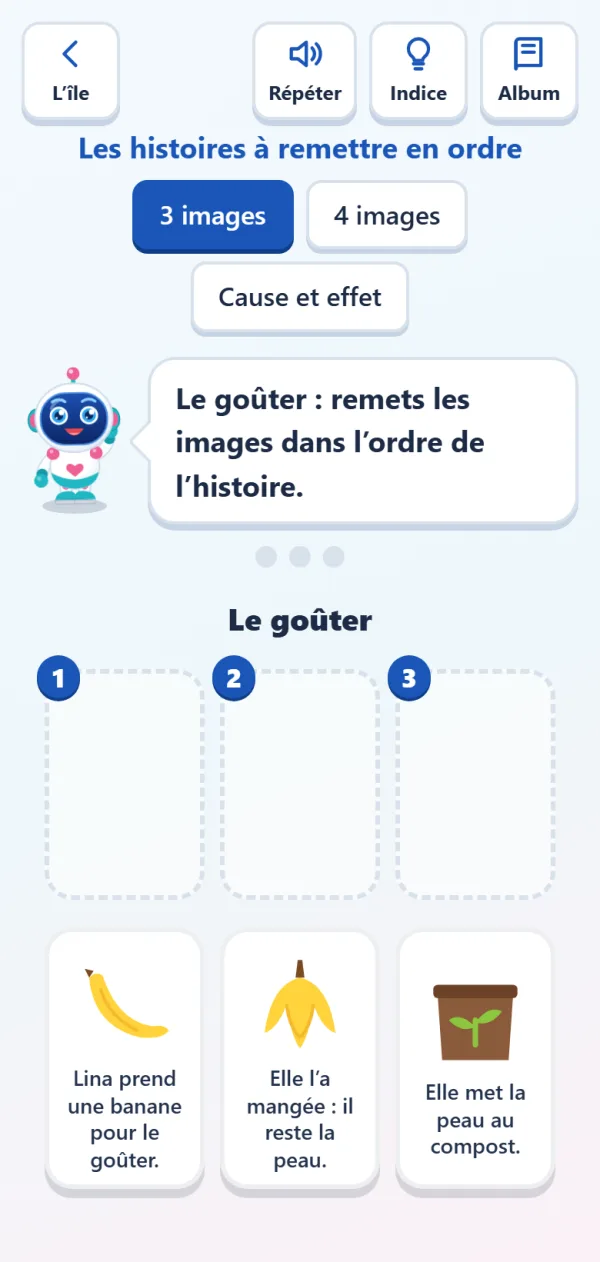 L’île
Répéter
Indice
Album
Les histoires à remettre en ordre
3 images
4 images
Cause et effet
Le goûter : remets les
images dans l’ordre de
l’histoire.
Le goûter
1
2
3
Lina prend
une banane
pour le
goûter.
Elle l’a
mangée : il
reste la
peau.
Elle met la
peau au
compost.